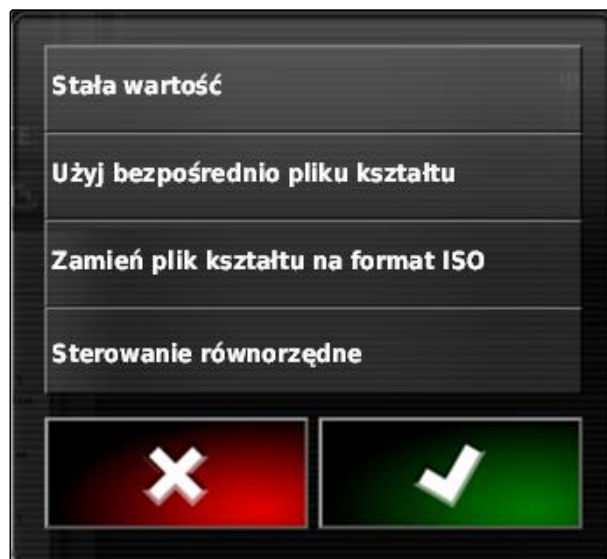 Stała wartość
Użyj bezpośrednio pliku kształtu
Zamień plik kształtu na format ISO
Sterowanie równorzędne